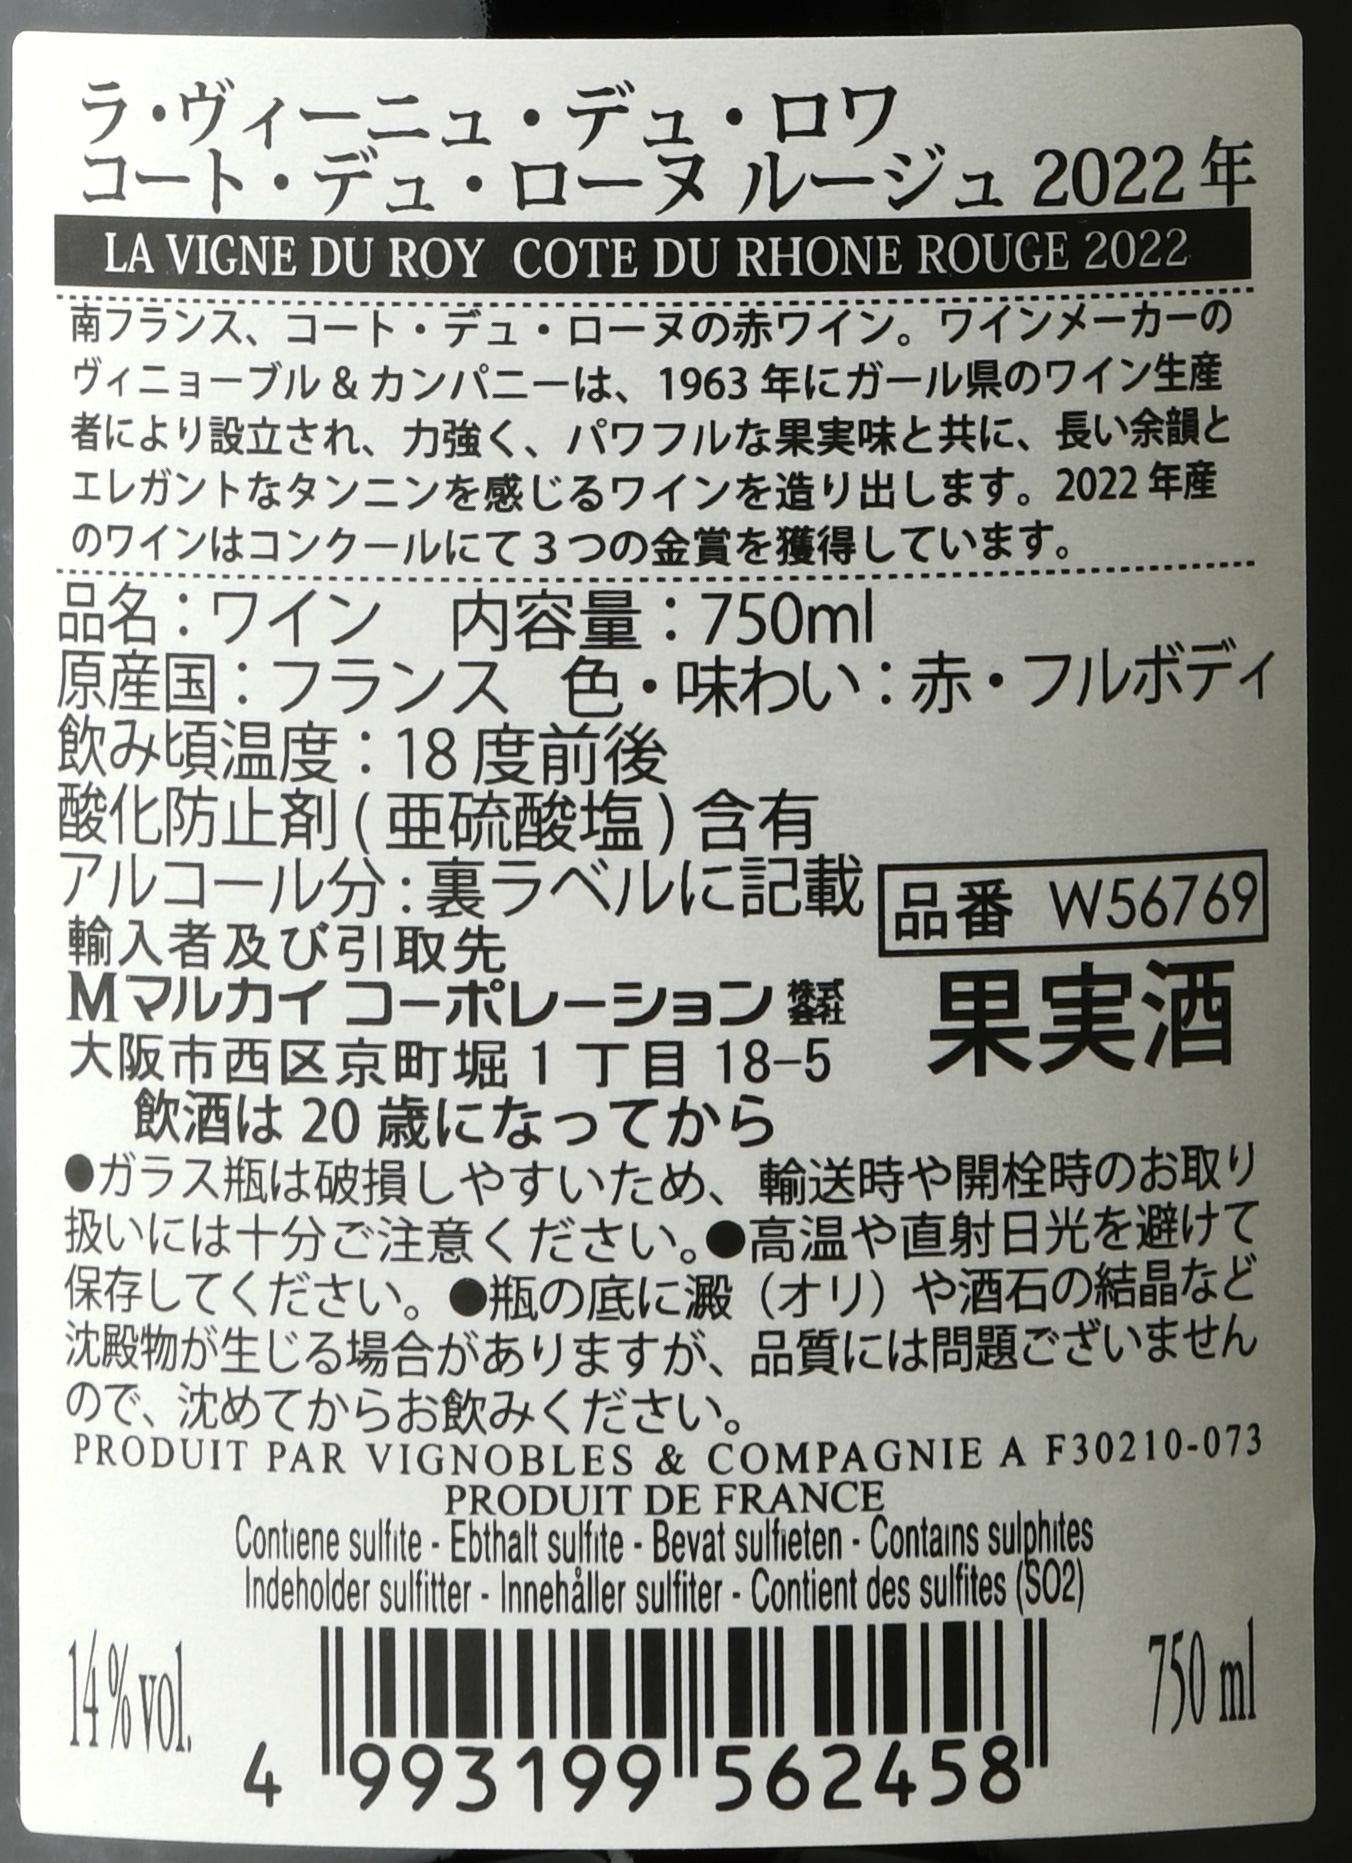 ラ・ヴィーニュ・デュ・ロワ
コート・デュ・ローヌ ルージュ 2022年
LA VIGNE DU ROY COTE DU RHONE ROUGE 2022
南フランス、コート・デュ・ローヌの赤ワイン。ワインメーカーの
ヴィニョーブル&カンパニーは、1963年にガール県のワイン生産
者により設立され、力強く、パワフルな果実味と共に、長い余韻と
エレガントなタンニンを感じるワインを造り出します。2022年産
のワインはコンクールにて3つの金賞を獲得しています。
品名：ワイン 内容量：750ml
原産国：フランス 色・味わい：赤・フルボディ
飲み頃温度：18度前後
酸化防止剤(亜硫酸塩)含有
アルコール分：裏ラベルに記載
品番 W56769
輸入者及び引取先
Mマルカイ コーポレーション 株式会社
果実酒
大阪市西区京町堀1丁目18-5
飲酒は20歳になってから
●ガラス瓶は破損しやすいため、輸送時や開栓時のお取り
扱いには十分ご注意ください。●高温や直射日光を避けて
保存してください。●瓶の底に澱（オリ）や酒石の結晶など
沈殿物が生じる場合がありますが、品質には問題ございません
ので、沈めてからお飲みください。
PRODUIT PAR VIGNOBLES & COMPAGNIE A F30210-073
PRODUIT DE FRANCE
Contiene sulfite - Ebthalt sulfite - Bevat sulfieten - Contains sulphites
Indeholder sulfitter - Innehåller sulfiter - Contient des sulfites (SO2)
14%vol.
750 ml
4 993199 562458